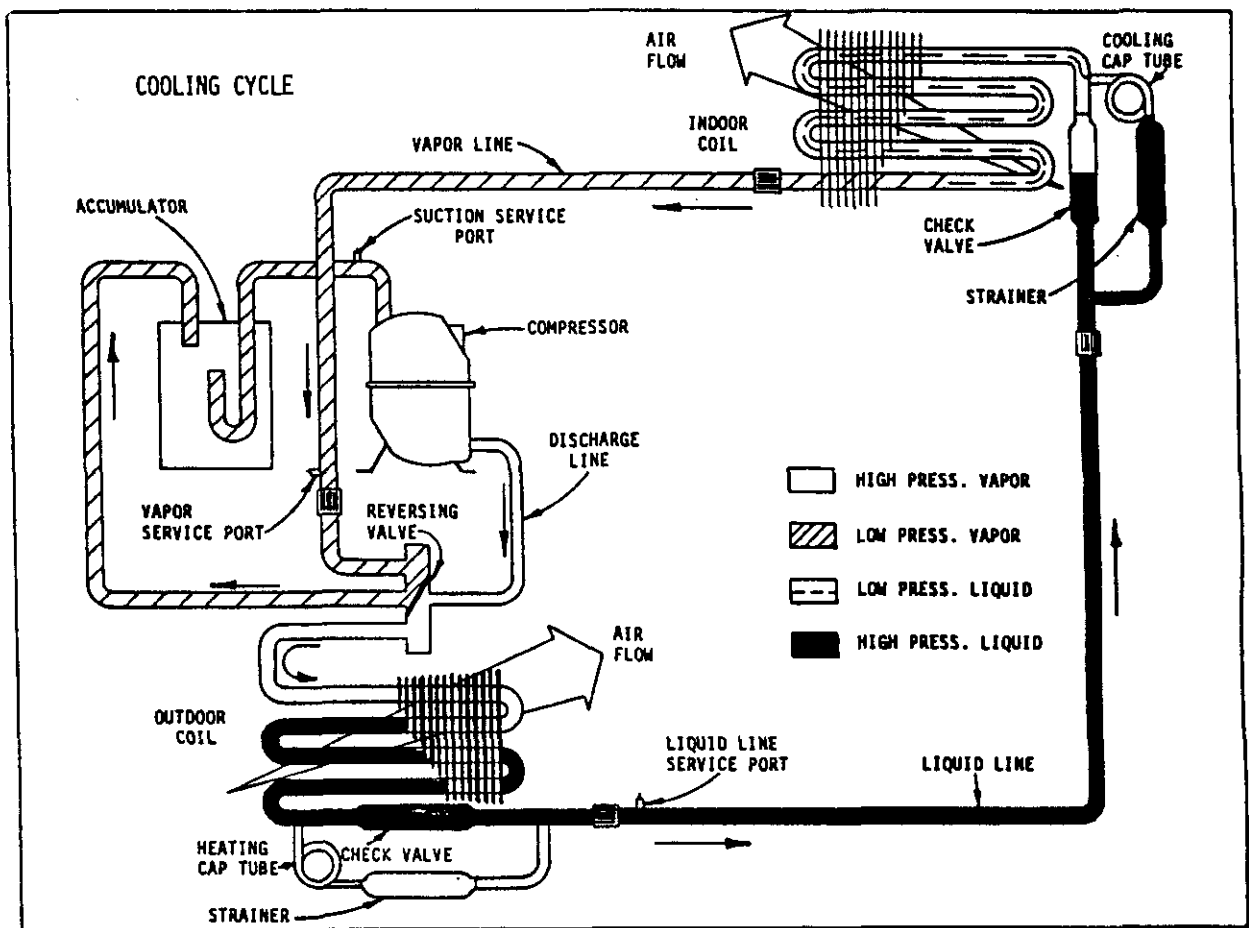 COOLING CYCLE
AIR
FLOW
COOLING
CAP TUBE
INDOOR
COIL
VAPOR LINE
ACCUMULATOR
SUCTION SERVICE
PORT
CHECK
VALVE
STRAINER
COMPRESSOR
DISCHARGE
LINE
VAPOR
SERVICE PORT
REVERSING
VALVE
HIGH PRESS. VAPOR
LOW PRESS. VAPOR
LOW PRESS. LIQUID
HIGH PRESS. LIQUID
AIR
FLOW
OUTDOOR
COIL
LIQUID LINE
SERVICE PORT
LIQUID LINE
HEATING
CAP TUBE
CHECK VALVE
STRAINER